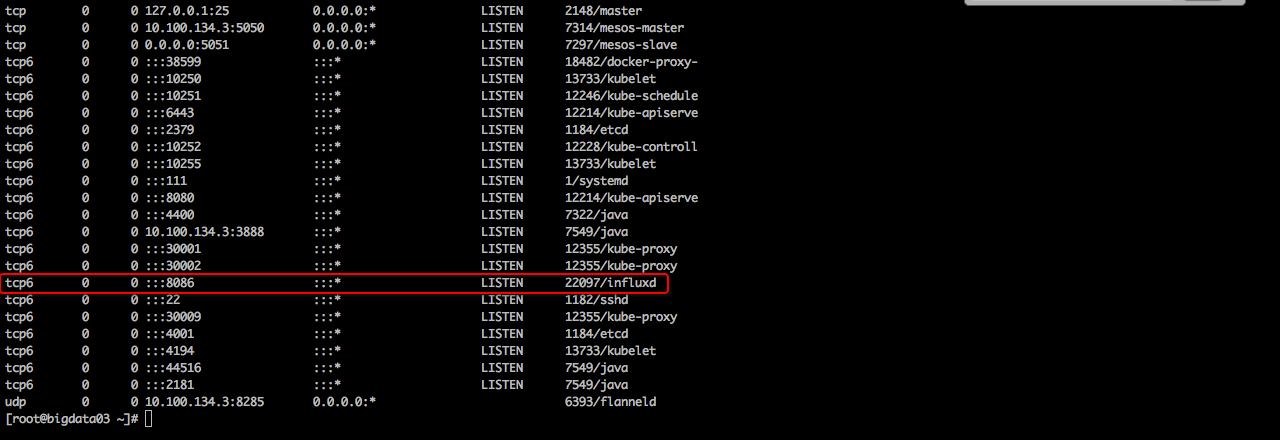 tcp 0 0 127.0.0.1:25 0.0.0.0:* LISTEN 2148/master
tcp 0 0 10.100.134.3:5050 0.0.0.0:* LISTEN 7314/mesos-master
tcp 0 0 0.0.0.0:5051 0.0.0.0:* LISTEN 7297/mesos-slave
tcp6 0 0 :::38599 :::* LISTEN 18482/docker-proxy-
tcp6 0 0 :::10250 :::* LISTEN 13733/kubelet
tcp6 0 0 :::10251 :::* LISTEN 12246/kube-schedule
tcp6 0 0 :::6443 :::* LISTEN 12214/kube-apiserve
tcp6 0 0 :::2379 :::* LISTEN 1184/etcd
tcp6 0 0 :::10252 :::* LISTEN 12228/kube-controll
tcp6 0 0 :::10255 :::* LISTEN 13733/kubelet
tcp6 0 0 :::111 :::* LISTEN 1/systemd
tcp6 0 0 :::8080 :::* LISTEN 12214/kube-apiserve
tcp6 0 0 :::4400 :::* LISTEN 7322/java
tcp6 0 0 10.100.134.3:3888 :::* LISTEN 7549/java
tcp6 0 0 :::30001 :::* LISTEN 12355/kube-proxy
tcp6 0 0 :::30002 :::* LISTEN 12355/kube-proxy
tcp6 0 0 :::8086 :::* LISTEN 22097/influxd
tcp6 0 0 :::22 :::* LISTEN 1182/sshd
tcp6 0 0 :::30009 :::* LISTEN 12355/kube-proxy
tcp6 0 0 :::4001 :::* LISTEN 1184/etcd
tcp6 0 0 :::4194 :::* LISTEN 13733/kubelet
tcp6 0 0 :::44516 :::* LISTEN 7549/java
tcp6 0 0 :::2181 :::* LISTEN 7549/java
udp 0 0 10.100.134.3:8285 0.0.0.0:* 6393/flanneld
[root@bigdata03 ~]#